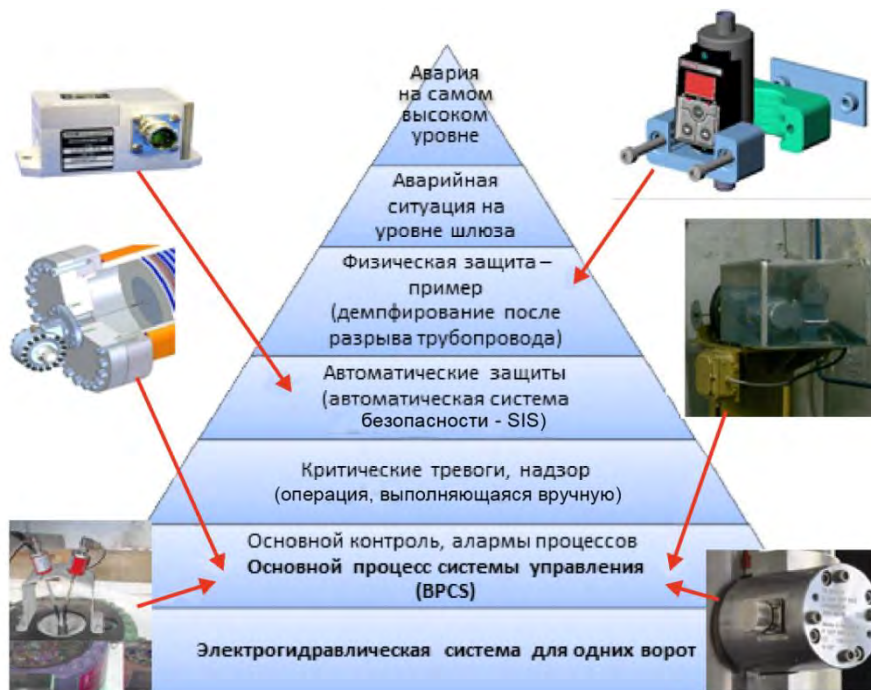 Авария
на самом
высоком
уровне
Аварийная
ситуация на
уровне шлюза
Физическая защита –
пример
(демпфирование после
разрыва трубопровода)
Автоматические защиты
(автоматическая система
безопасности - SIS)
Критические тревоги, надзор
(операция, выполняющаяся вручную)
Основной контроль, алармы процессов
Основной процесс системы управления
(BPCS)
Электрогидравлическая система для одних ворот